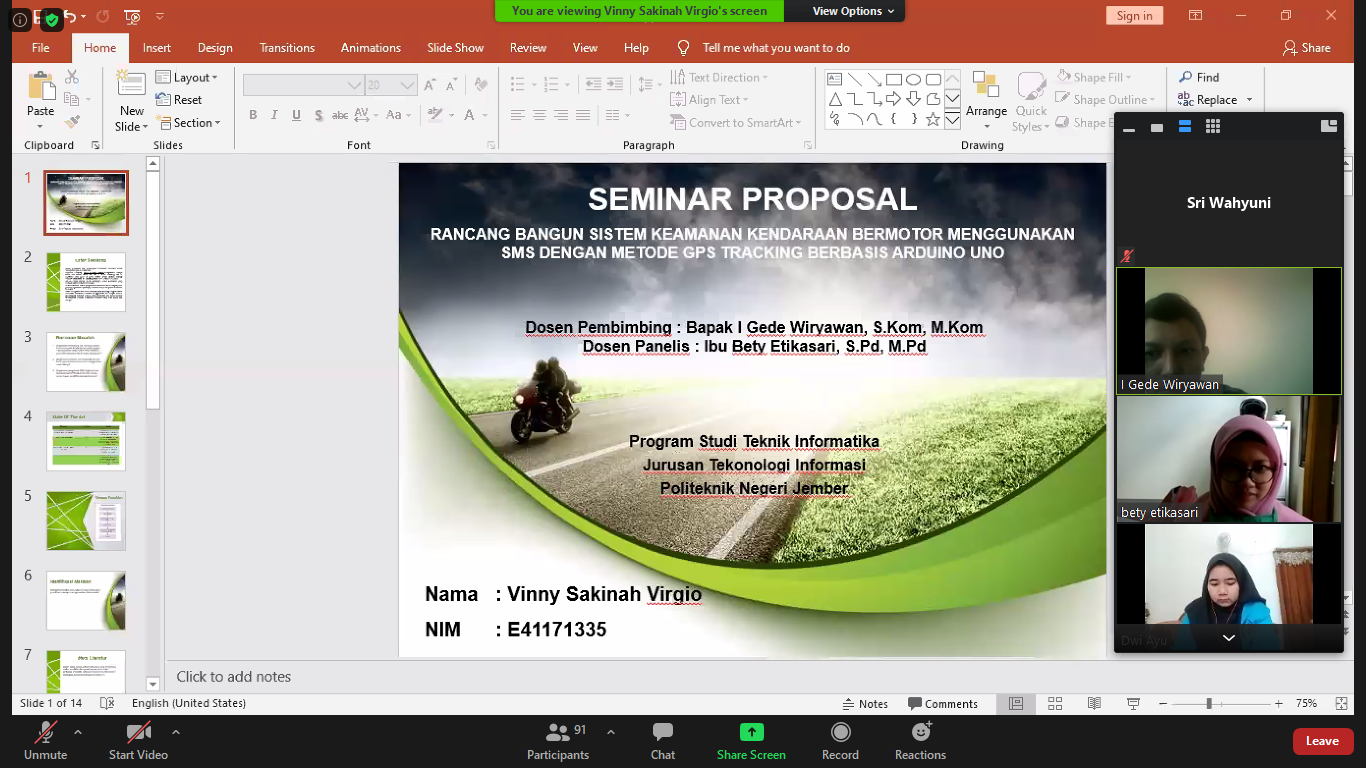 You are viewing Vinny Sakinah Virgio's screen
View Options
Sign in
File
Home
Insert
Design
Transitions
Animations
Slide Show
Review
View
Help
Tell me what you want to do
Share
Paste
New
Slide
Layout
Reset
Section
20
B I U S abc AV Aa A
Text Direction
Align Text
Convert to SmartArt
Arrange
Quick
Styles
Shape Fill
Shape Outline
Shape E
Find
Replace
Clipboard
Slides
Font
Paragraph
Drawing
1
2
3
4
5
6
7
SEMINAR PROPOSAL
RANCANG BANGUN SISTEM KEAMANAN KENDARAAN BERMOTOR MENGGUNAKAN
SMS DENGAN METODE GPS TRACKING BERBASIS ARDUINO UNO
Dosen Pembimbing : Bapak I Gede Wiryawan, S.Kom, M.Kom
Dosen Panelis : Ibu Bety Etikasari, S.Pd, M.Pd
Program Studi Teknik Informatika
Jurusan Tekonologi Informasi
Politeknik Negeri Jember
Nama : Vinny Sakinah Virgio
NIM : E41171335
Sri Wahyuni
I Gede Wiryawan
bety etikasari
Dwi Ayu
Click to add notes
Slide 1 of 14
English (United States)
Notes
Comments
75%
Unmute
Start Video
Participants
91
Chat
Share Screen
Record
Reactions
Leave